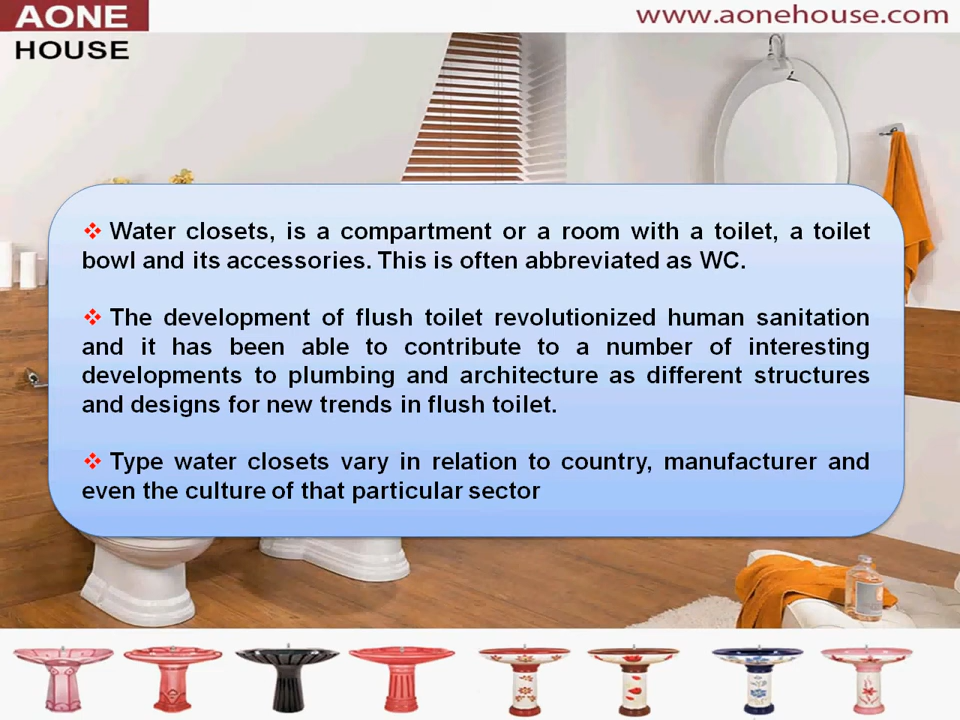 AONE
HOUSE
www.aonehouse.com
❖ Water closets, is a compartment or a room with a toilet, a toilet
bowl and its accessories. This is often abbreviated as WC.
❖ The development of flush toilet revolutionized human sanitation
and it has been able to contribute to a number of interesting
developments to plumbing and architecture as different structures
and designs for new trends in flush toilet.
❖ Type water closets vary in relation to country, manufacturer and
even the culture of that particular sector